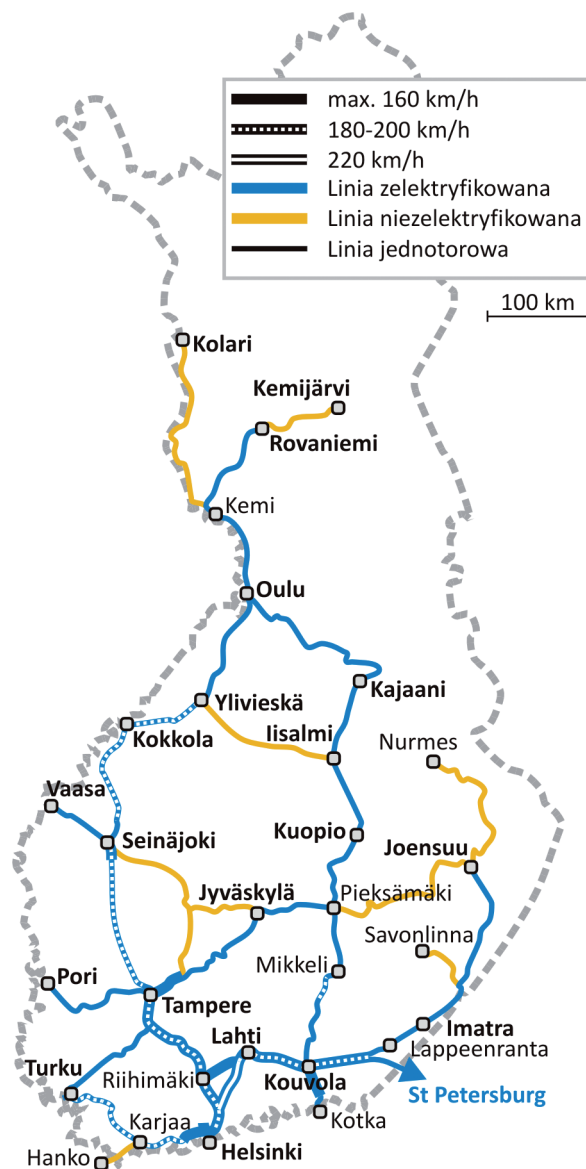 max. 160 km/h
180-200 km/h
220 km/h
Linia zelektryfikowana
Linia niezelektryfikowana
Linia jednotorowa
100 km
Kolari
Kemijärvi
Rovaniemi
Kemi
Oulu
Kajaani
Ylivieskä
Kokkola
Iisalmi
Nurmes
Vaasa
Kuopio
Seinäjoki
Joensuu
Jyväskylä
Pieksämäki
Savonlinna
Mikkeli
Pori
Tampere
Imatra
Lahti
Lappeenranta
Turku
Riihimäki
Kouvola
St Petersburg
Karjaa
Kotka
Hanko
Helsinki